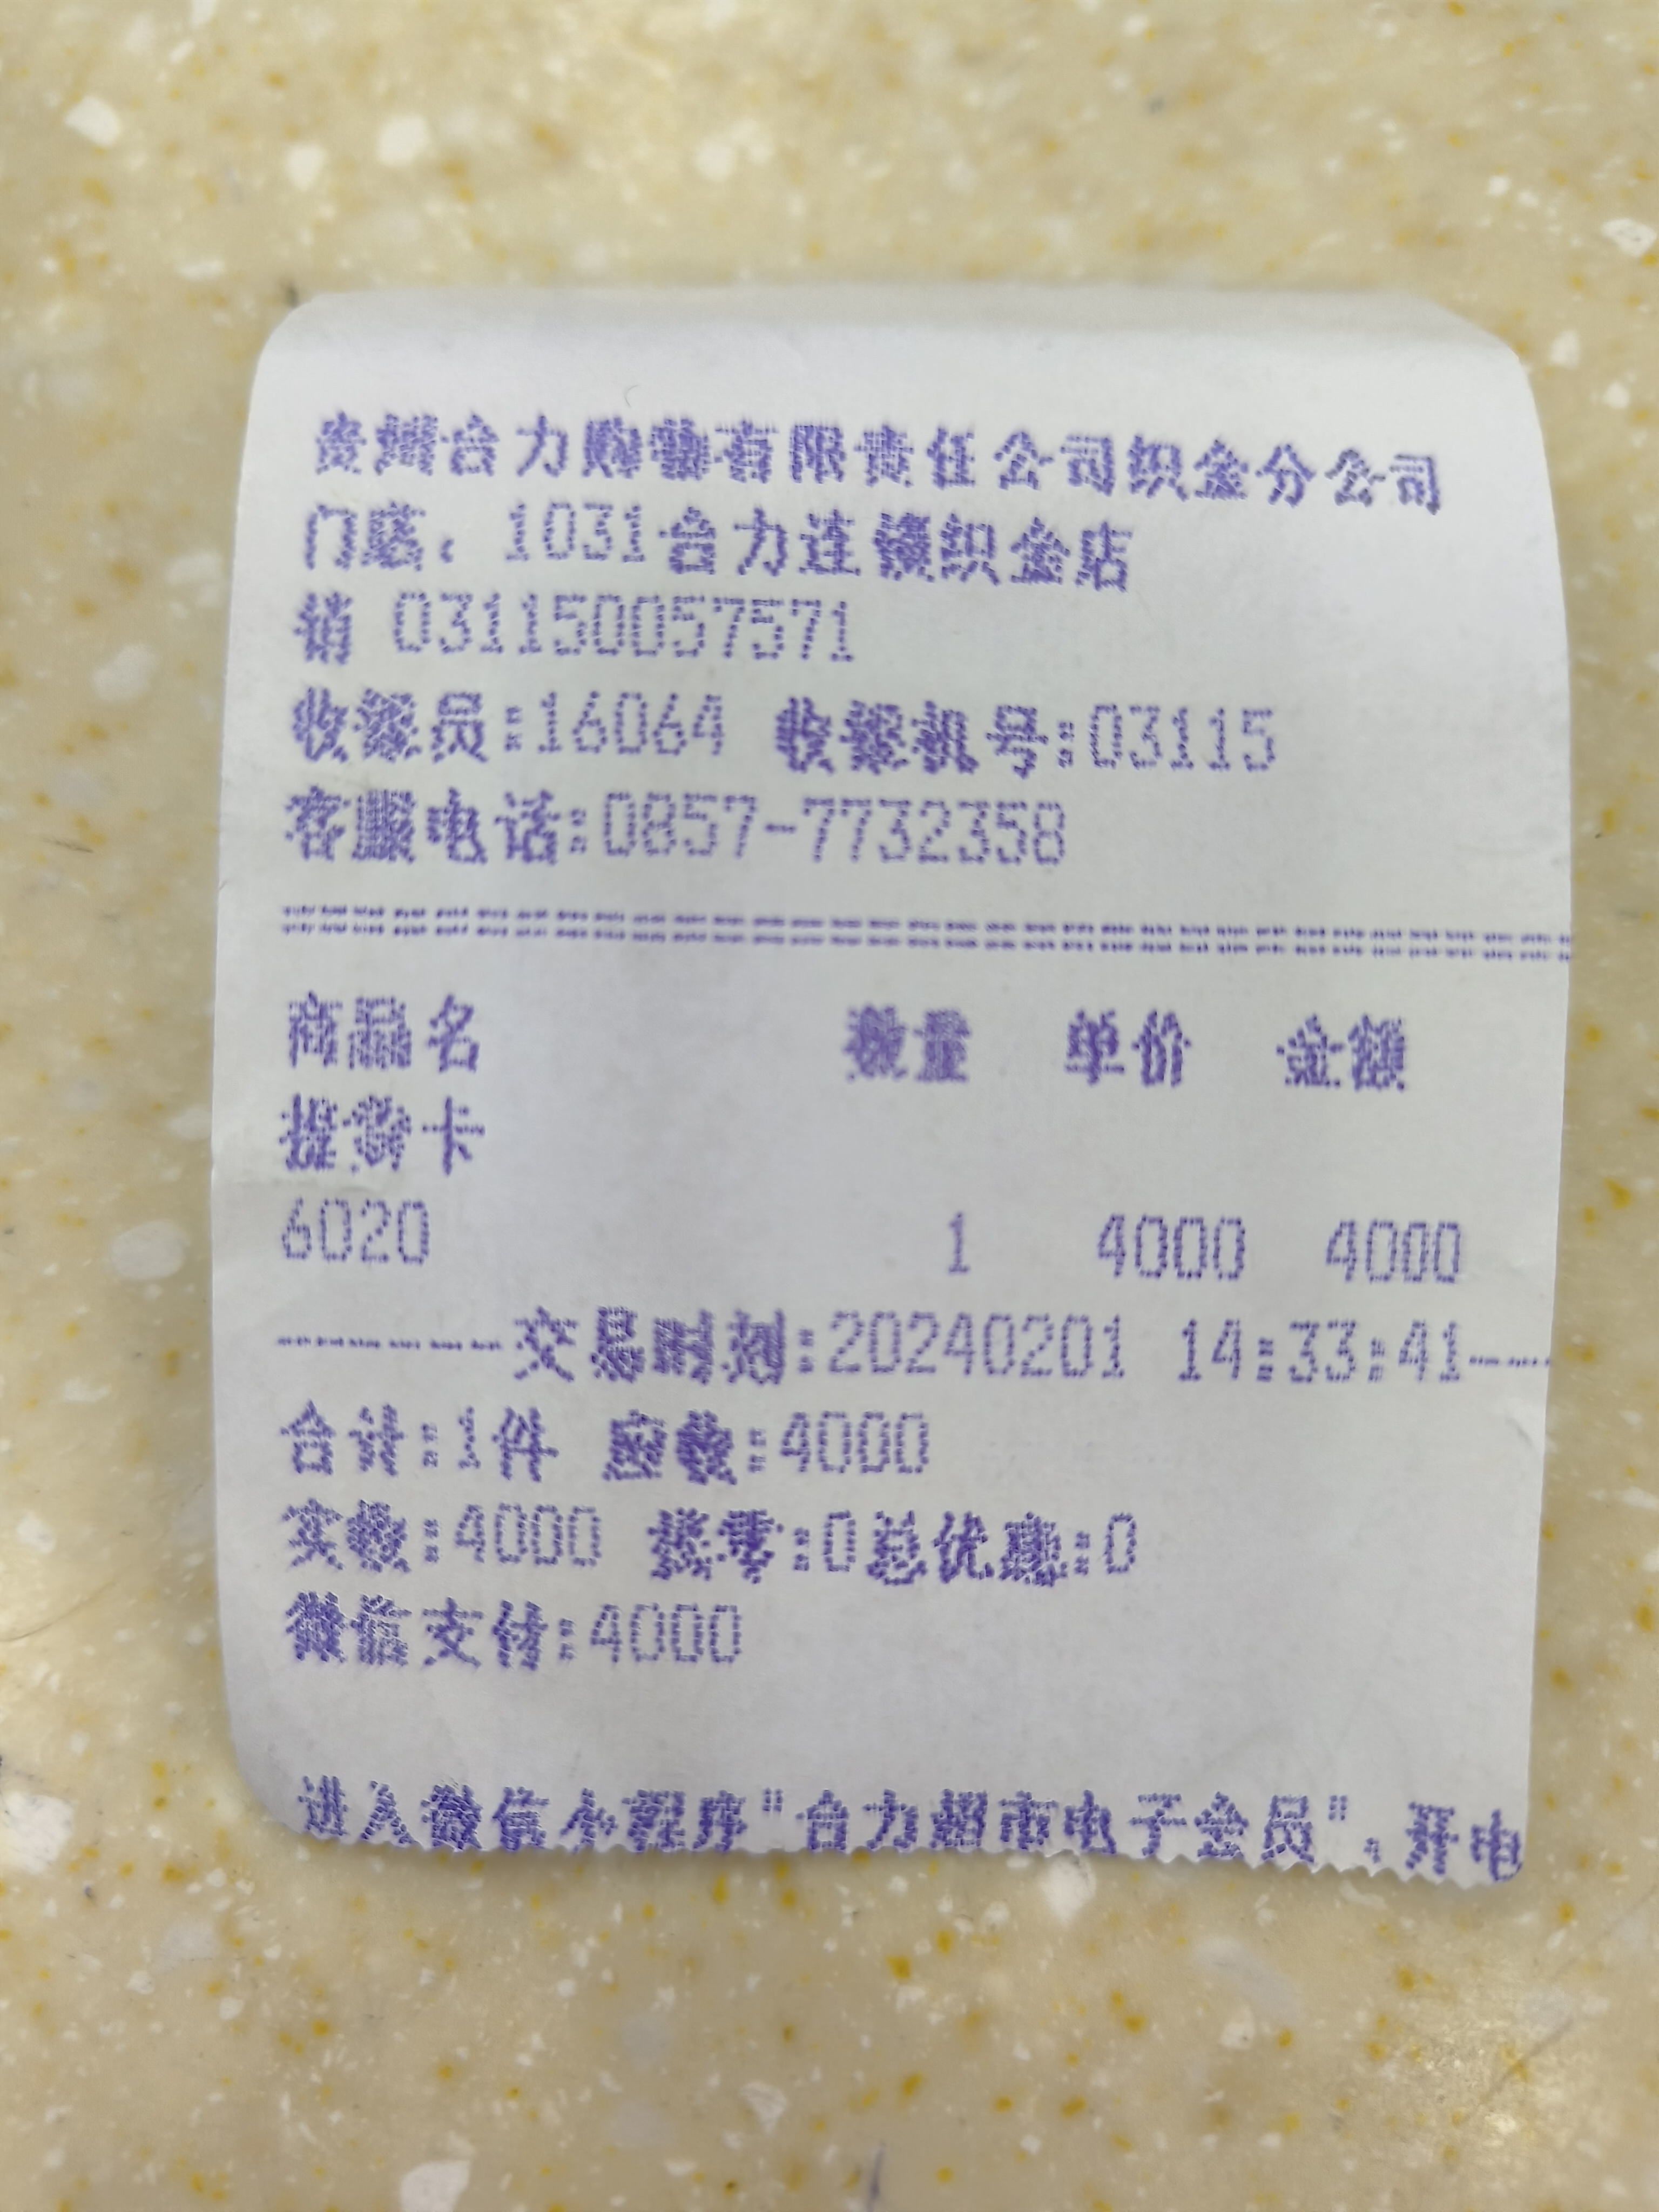 贵州合力购物有限责任公司织金分公司
门店：1031合力连锁织金店
销 031150057571
收银员:16064 收银机号:03115
客服电话:0857-7732358
================================
商品名 数量 单价 金额
提货卡
6020 1 4000 4000
------交易时刻:20240201 14:33:41---
合计:1件 应收:4000
实收:4000 找零:0总优惠:0
微信支付:4000
进入微信小程序"合力超市电子会员"，开电